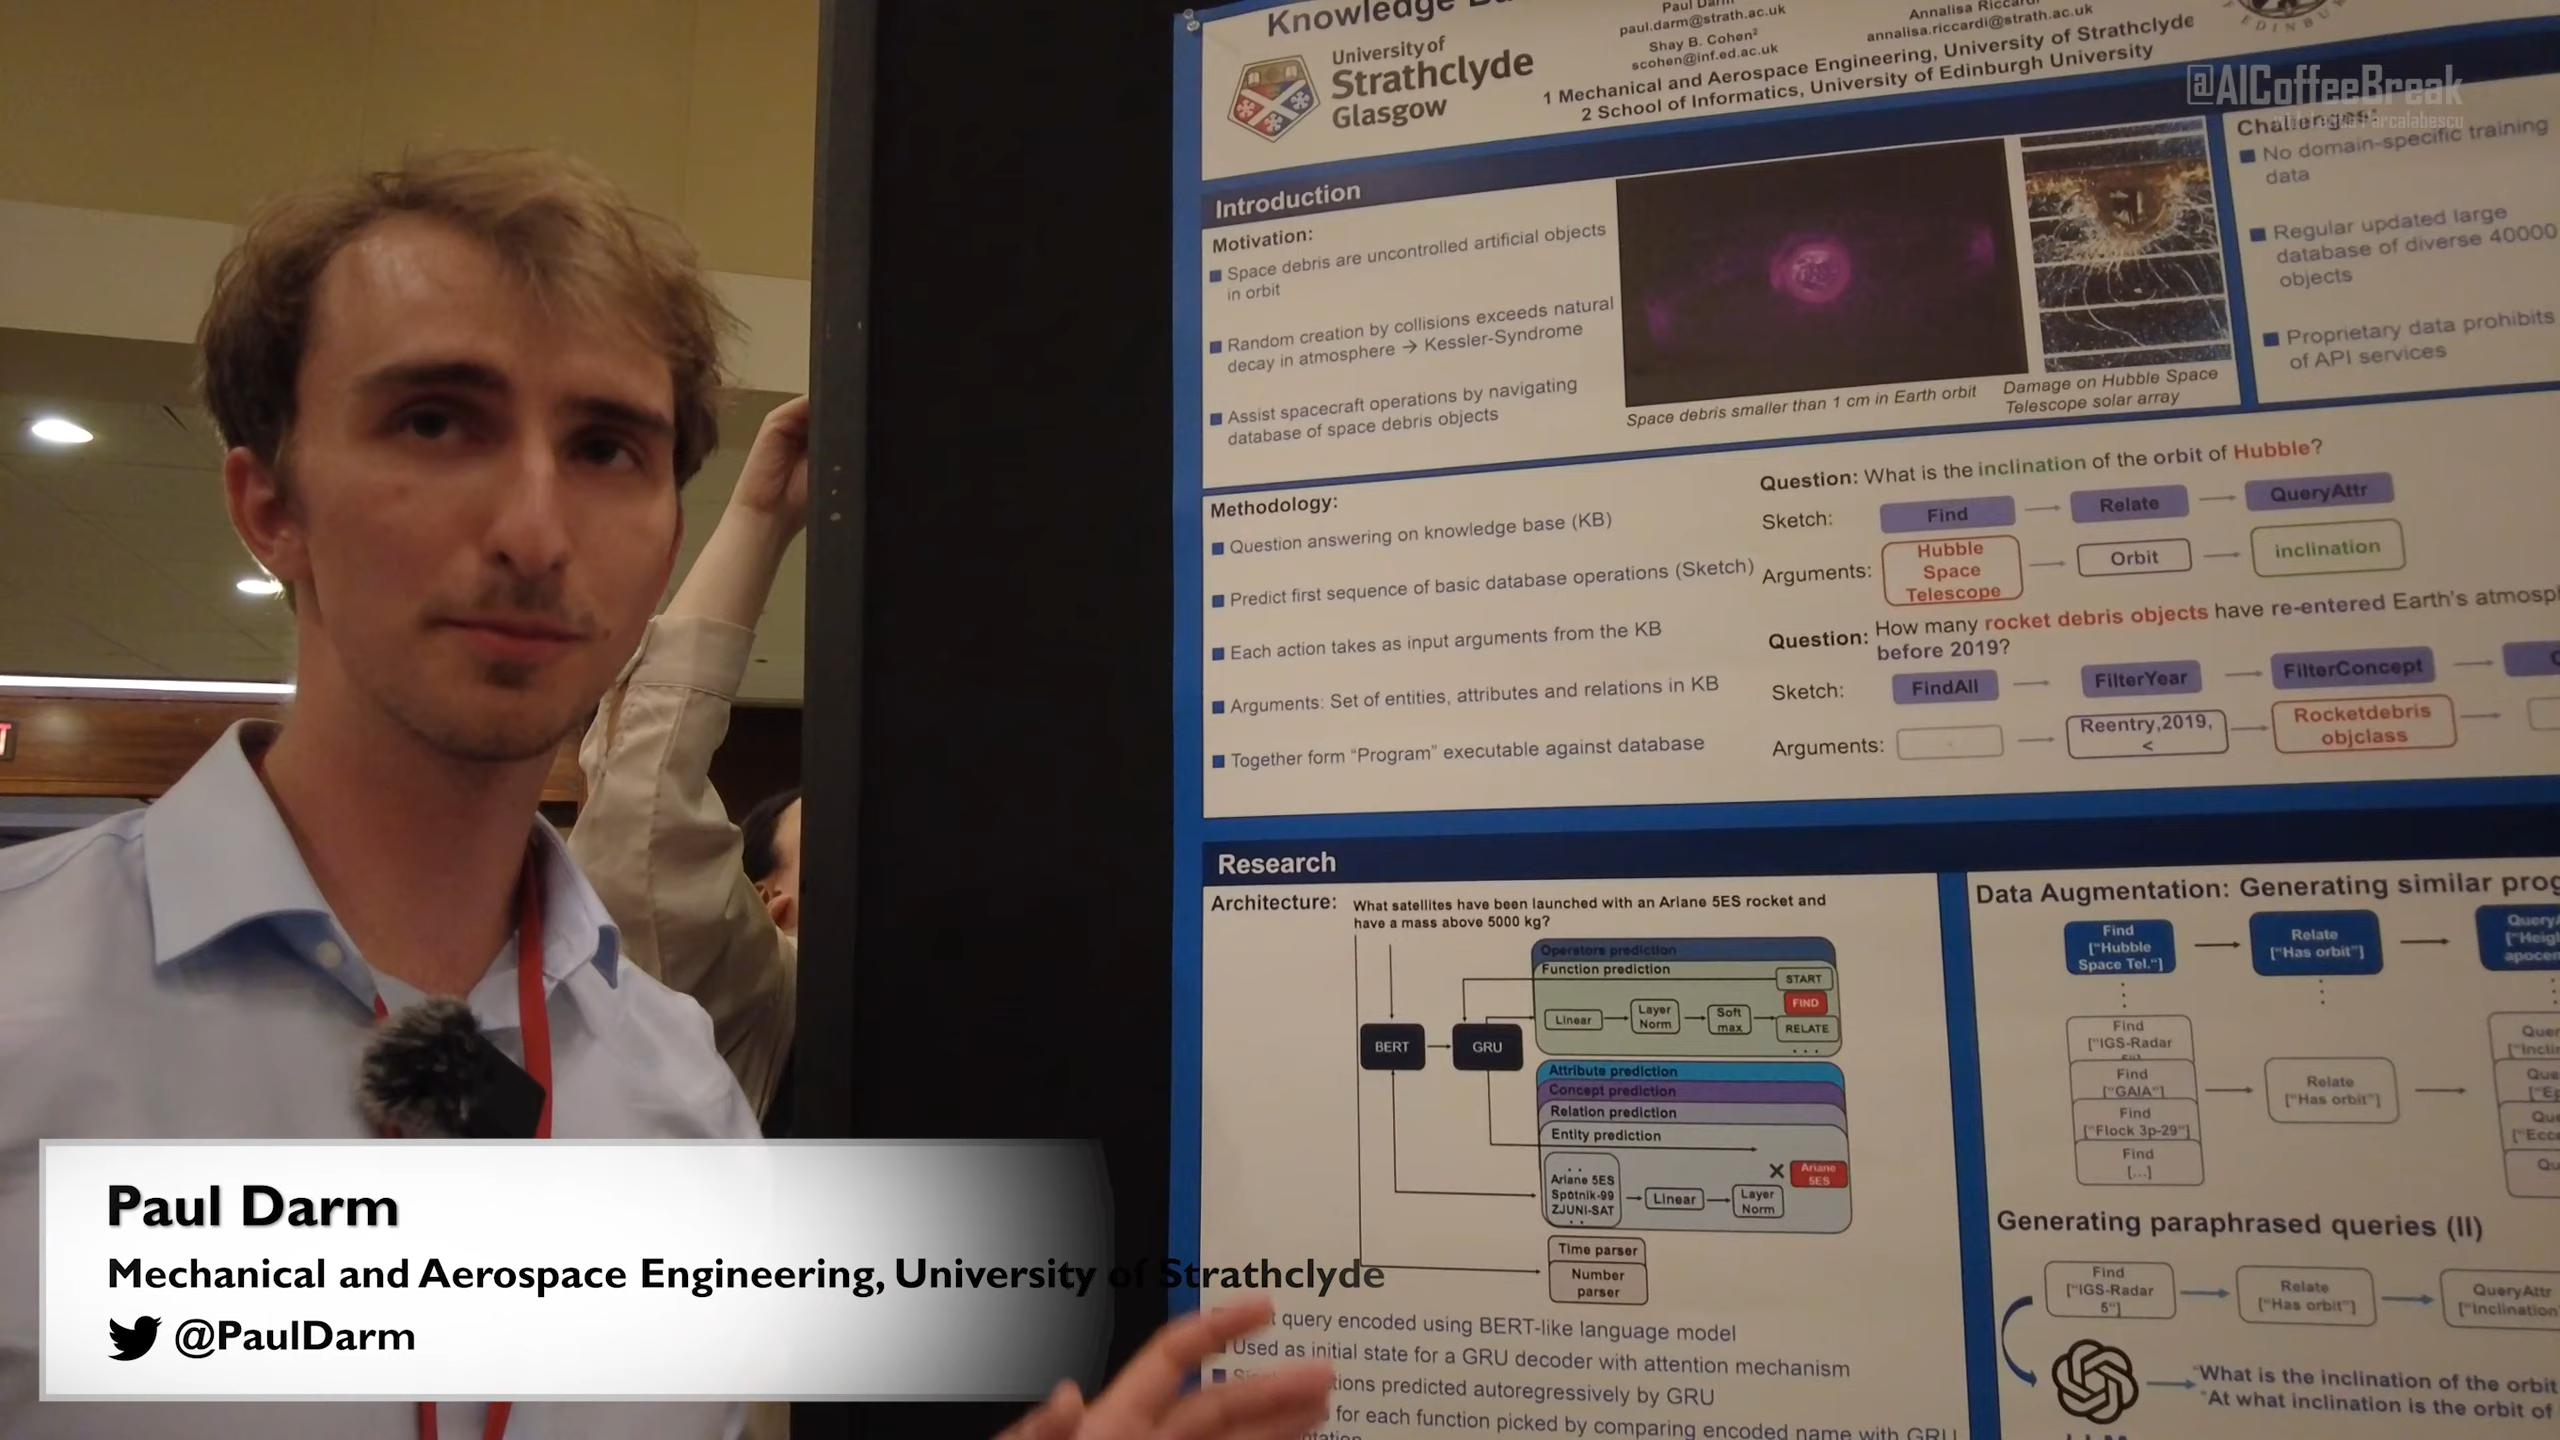 Knowledge
paul.darm@strath.ac.uk
Shay B. Cohen²
scohen@inf.ed.ac.uk
annalisa.riccardi@strath.ac.uk
1 Mechanical and Aerospace Engineering, University of Strathclyde
2 School of Informatics, University of Edinburgh University
University of
Strathclyde
Glasgow
EDINBU
@AICoffeeBreak
Introduction
Motivation:
Space debris are uncontrolled artificial objects
in orbit
Random creation by collisions exceeds natural
decay in atmosphere → Kessler-Syndrome
Assist spacecraft operations by navigating
database of space debris objects
Space debris smaller than 1 cm in Earth orbit
Damage on Hubble Space
Telescope solar array
Challenges:
No domain-specific training
data
Regular updated large
database of diverse 40000
objects
Proprietary data prohibits
of API services
Methodology:
Question answering on knowledge base (KB)
Predict first sequence of basic database operations (Sketch)
Each action takes as input arguments from the KB
Arguments: Set of entities, attributes and relations in KB
Together form “Program” executable against database
Question: What is the inclination of the orbit of Hubble?
Sketch: Find Relate QueryAttr
Arguments: Hubble
Space
Telescope
Orbit
inclination
Question: How many rocket debris objects have re-entered Earth's
before 2019?
Sketch: FindAll FilterYear FilterConcept
Arguments: Reentry,2019,
<
Rocketdebris
objclass
Research
Architecture: What satellites have been launched with an Ariane 5ES rocket and
have a mass above 5000 kg?
Operators prediction
Function prediction
START
FIND
RELATE
. . .
Linear
Layer
Norm
Soft
max
BERT
GRU
Attribute prediction
Concept prediction
Relation prediction
Entity prediction
. .
Ariane 5ES
Spotnik-99
ZJUNI-SAT
. .
Linear
Layer
Norm
X
Ariane
5ES
Time parser
Number
parser
query encoded using BERT-like language model
Used as initial state for a GRU decoder with attention mechanism
predicted autoregressively by GRU
for each function picked by comparing encoded name with GRU
Data Augmentation: Generating similar
Find
["Hubble
Space Tel."]
Relate
["Has orbit"]
Find
["IGS-Radar
Find
["GAIA"]
Find
["Flock 3p-29"]
Find
[...]
Relate
["Has orbit"]
Generating paraphrased queries (II)
Find
["IGS-Radar
5"]
Relate
["Has orbit"]
QueryAttr
["Inclination
"What is the inclination of the orbit
"At what inclination is the orbit of
Paul Darm
Mechanical and Aerospace Engineering, University of Strathclyde
@PaulDarm